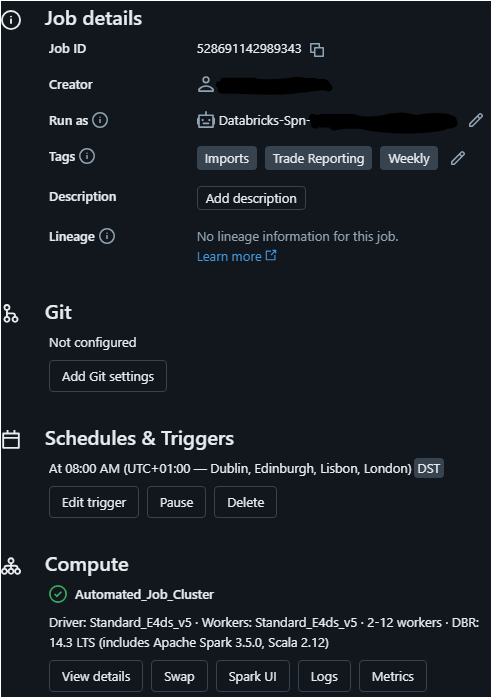 Job details
Job ID 528691142989343
Creator
Run as Databricks-Spn-
Tags Imports Trade Reporting Weekly
Description Add description
Lineage No lineage information for this job.
Learn more
Git
Not configured
Add Git settings
Schedules & Triggers
At 08:00 AM (UTC+01:00 — Dublin, Edinburgh, Lisbon, London) DST
Edit trigger Pause Delete
Compute
Automated_Job_Cluster
Driver: Standard_E4ds_v5 · Workers: Standard_E4ds_v5 · 2-12 workers · DBR:
14.3 LTS (includes Apache Spark 3.5.0, Scala 2.12)
View details Swap Spark UI Logs Metrics